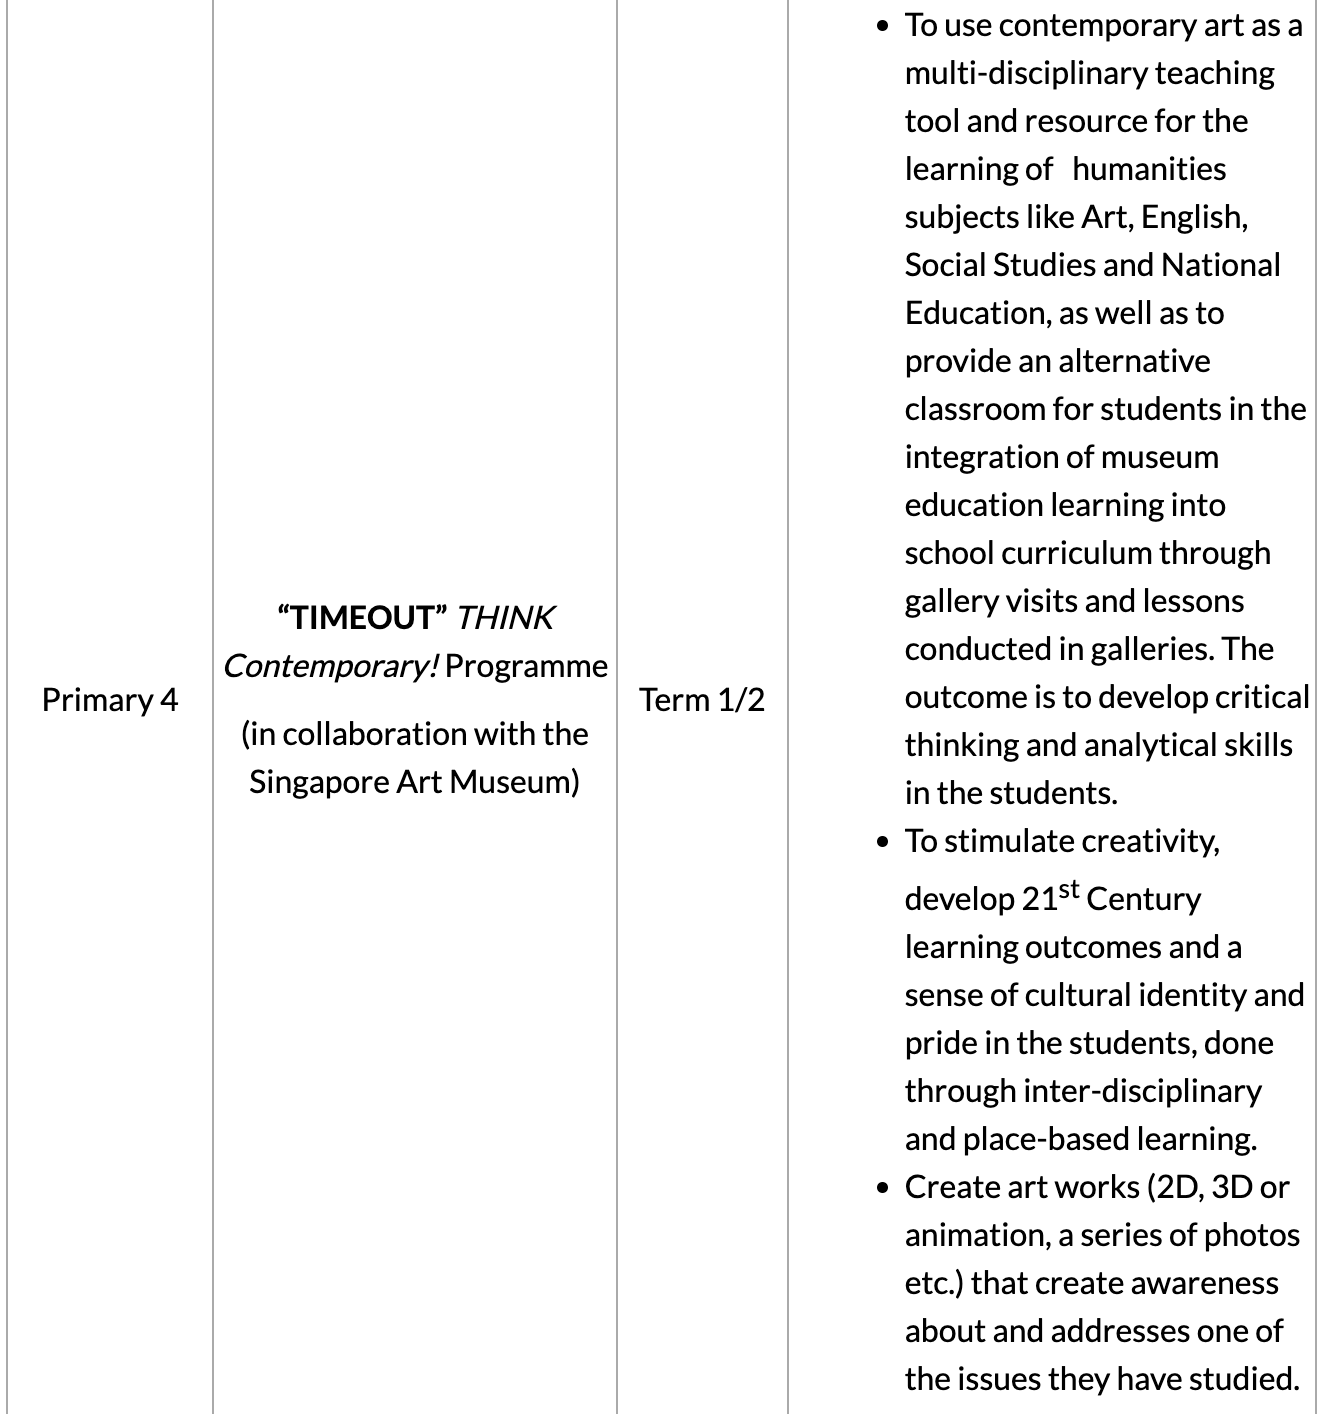 Primary 4
“TIMEOUT” THINK
Contemporary! Programme
(in collaboration with the
Singapore Art Museum)
Term 1/2
• To use contemporary art as a
multi-disciplinary teaching
tool and resource for the
learning of   humanities
subjects like Art, English,
Social Studies and National
Education, as well as to
provide an alternative
classroom for students in the
integration of museum
education learning into
school curriculum through
gallery visits and lessons
conducted in galleries. The
outcome is to develop critical
thinking and analytical skills
in the students.
• To stimulate creativity,
develop 21st Century
learning outcomes and a
sense of cultural identity and
pride in the students, done
through inter-disciplinary
and place-based learning.
• Create art works (2D, 3D or
animation, a series of photos
etc.) that create awareness
about and addresses one of
the issues they have studied.